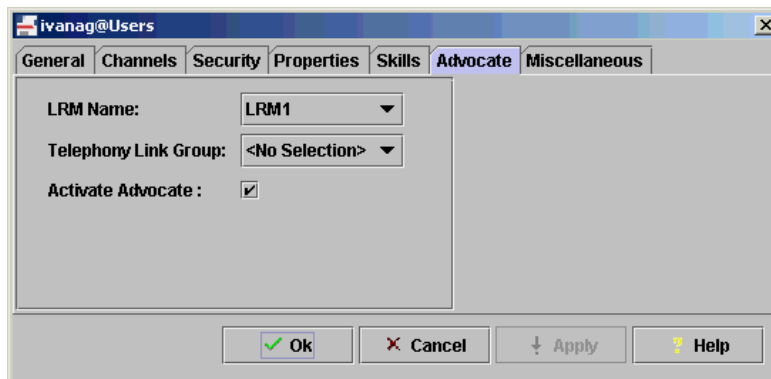 ivanag@Users
General Channels Security Properties Skills Advocate Miscellaneous
LRM Name: LRM1
Telephony Link Group: <No Selection>
Activate Advocate :
Ok Cancel Apply ? Help